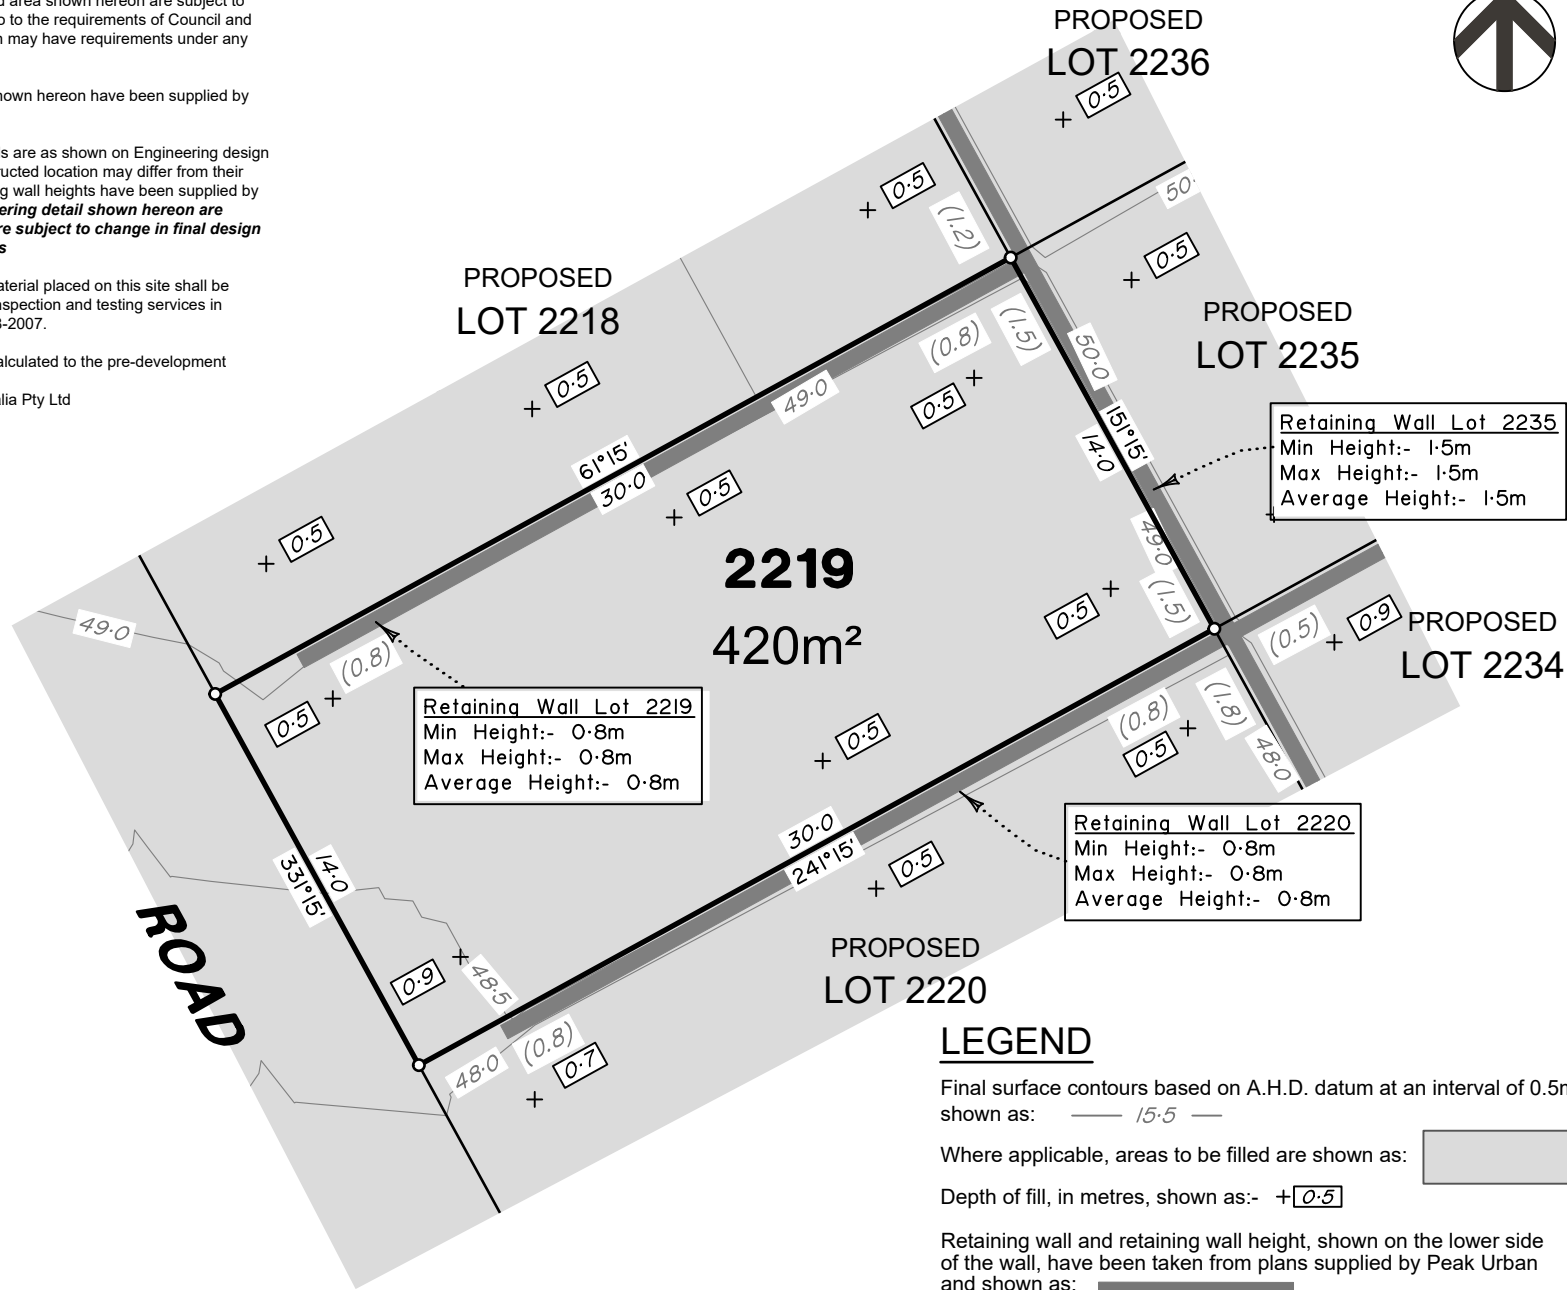 d area shown hereon are subject to
o to the requirements of Council and
may have requirements under any
hown hereon have been supplied by
ls are as shown on Engineering design
ructed location may differ from their
g wall heights have been supplied by
ering detail shown hereon are
re subject to change in final design
s
aterial placed on this site shall be
nspection and testing services in
-2007.
alculated to the pre-development
lia Pty Ltd
PROPOSED
LOT 2236
0·5
0·5
(1.2)
50·
0·5
PROPOSED
LOT 2218
PROPOSED
LOT 2235
(0.8)
(1.5)
50·0
0·5
49·0
0·5
151°15'
14·0
Retaining Wall Lot 2235
Min Height:- 1·5m
Max Height:- 1·5m
Average Height:- 1·5m
61°15'
30·0
0·5
0·5
49·0
2219
420m²
49·0
(1.5)
0·5
(0.5)
0·9
PROPOSED
LOT 2234
(0.8)
0·5
Retaining Wall Lot 2219
Min Height:- 0·8m
Max Height:- 0·8m
Average Height:- 0·8m
0·5
(0.8)
(1.8)
0·5
48·0
30·0
241°15'
0·5
Retaining Wall Lot 2220
Min Height:- 0·8m
Max Height:- 0·8m
Average Height:- 0·8m
14·0
331°15'
ROAD
0·9
48·5
PROPOSED
LOT 2220
48·0
(0.8)
0·7
LEGEND
Final surface contours based on A.H.D. datum at an interval of 0.5m
shown as: 15·5
Where applicable, areas to be filled are shown as:
Depth of fill, in metres, shown as:- +0·5
Retaining wall and retaining wall height, shown on the lower side
of the wall, have been taken from plans supplied by Peak Urban
and shown as: